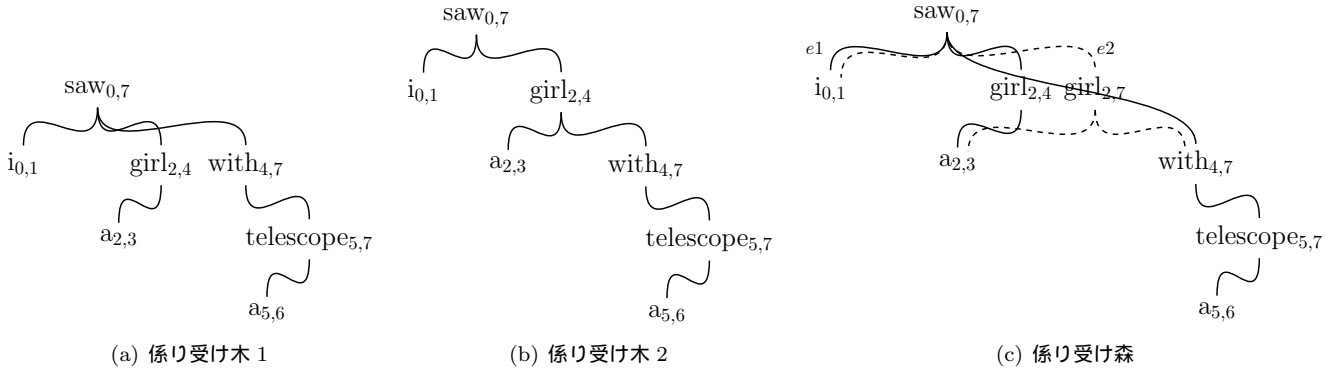 saw0,7
i0,1
girl2,4
with4,7
a2,3
telescope5,7
a5,6
(a) 係り受け木 1
saw0,7
i0,1
girl2,4
a2,3
with4,7
telescope5,7
a5,6
(b) 係り受け木 2
saw0,7
e1
e2
i0,1
girl2,4
girl2,7
a2,3
with4,7
telescope5,7
a5,6
(c) 係り受け森